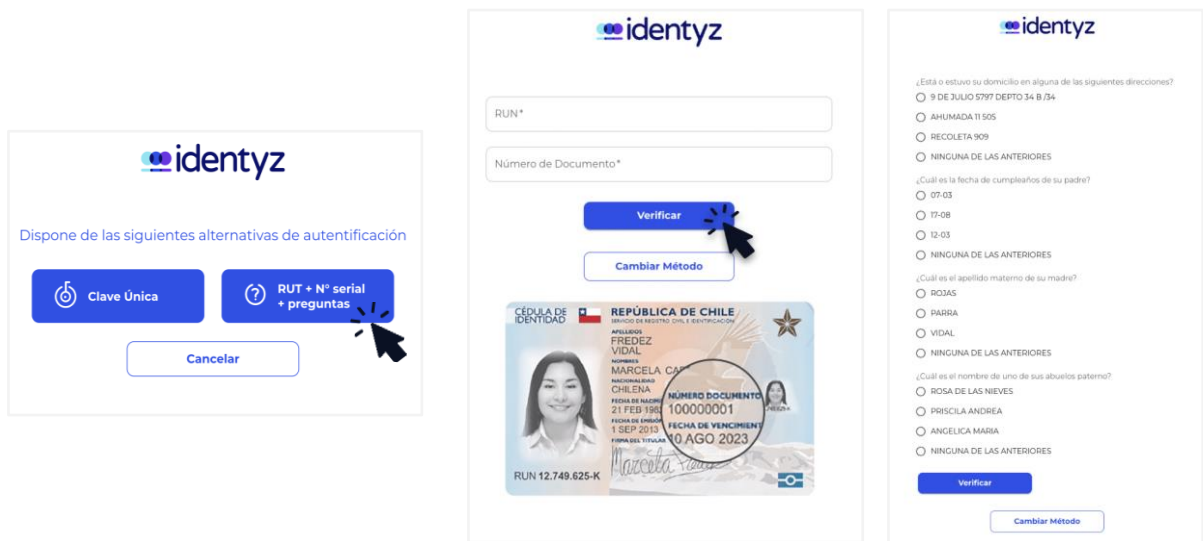 identyz
Dispone de las siguientes alternativas de autentificación
Clave Única
RUT + N° serial
+ preguntas
Cancelar
identyz
RUN*
Número de Documento*
Verificar
Cambiar Método
CÉDULA DE
IDENTIDAD
REPÚBLICA DE CHILE
SERVICIO DE REGISTRO CIVIL E IDENTIFICACIÓN
APELLIDOS
FREDEZ
VIDAL
NOMBRES
MARCELA
NACIONALIDAD
CHILENA
21 FEB
1 SEP 2013
FIRMA DEL TITULAR
NÚMERO DOCUMENTO
100000001
FECHA DE VENCIMIENT
10 AGO 2023
RUN 12.749.625-K
identyz
¿Está o estuvo su domicilio en alguna de las siguientes direcciones?
9 DE JULIO 5797 DEPTO 34 B /34
AHUMADA 11 505
RECOLETA 909
NINGUNA DE LAS ANTERIORES
¿Cuál es la fecha de cumpleaños de su padre?
07-03
17-08
12-03
NINGUNA DE LAS ANTERIORES
¿Cuál es el apellido materno de su madre?
ROJAS
PARRA
VIDAL
NINGUNA DE LAS ANTERIORES
¿Cuál es el nombre de uno de sus abuelos paterno?
ROSA DE LAS NIEVES
PRISCILA ANDREA
ANGELICA MARIA
NINGUNA DE LAS ANTERIORES
Verificar
Cambiar Método